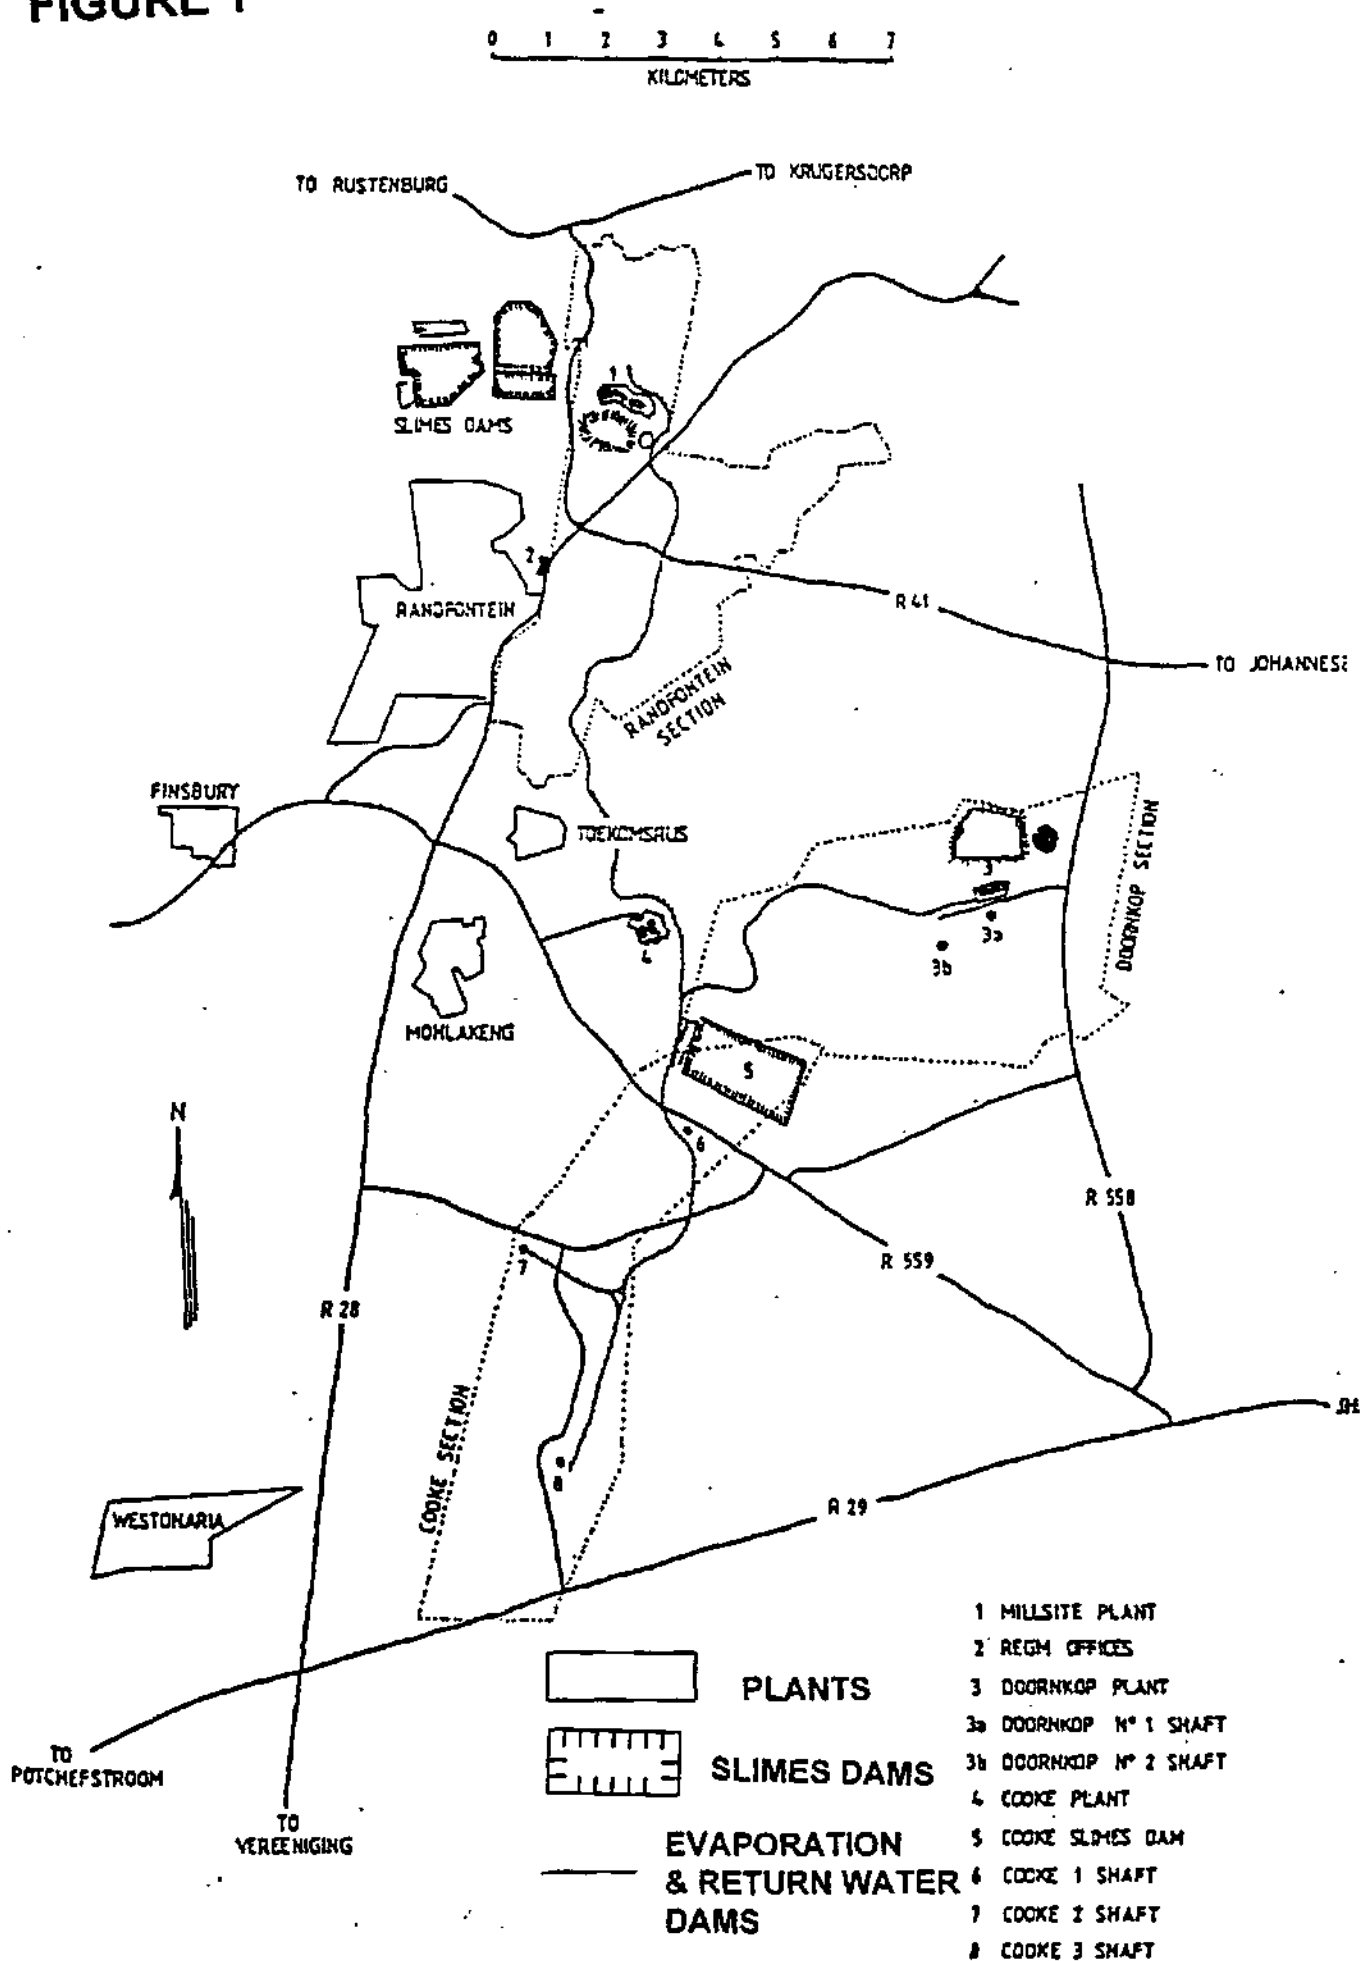 FIGURE 1
0 1 2 3 4 5 6 7
KILOMETERS
TO RUSTENBURG
TO KRUGERSDORP
1
SLIMES DAMS
2
RANDFONTEIN
R 41
TO JOHANNESB
RANDFONTEIN
SECTION
FINSBURY
TOEKOMSRUS
3
DOORNKOP SECTION
3a
3b
4
MOHLAKENG
5
N
6
R 558
7
R 559
R 28
COOKE SECTION
8
JH
R 29
WESTONARIA
TO
POTCHEFSTROOM
TO
VEREENIGING
PLANTS
SLIMES DAMS
EVAPORATION
& RETURN WATER
DAMS
1 MILLSITE PLANT
2 REGM OFFICES
3 DOORNKOP PLANT
3a DOORNKOP Nº 1 SHAFT
3b DOORNKOP Nº 2 SHAFT
4 COOKE PLANT
5 COOKE SLIMES DAM
6 COOKE 1 SHAFT
7 COOKE 2 SHAFT
8 COOKE 3 SHAFT